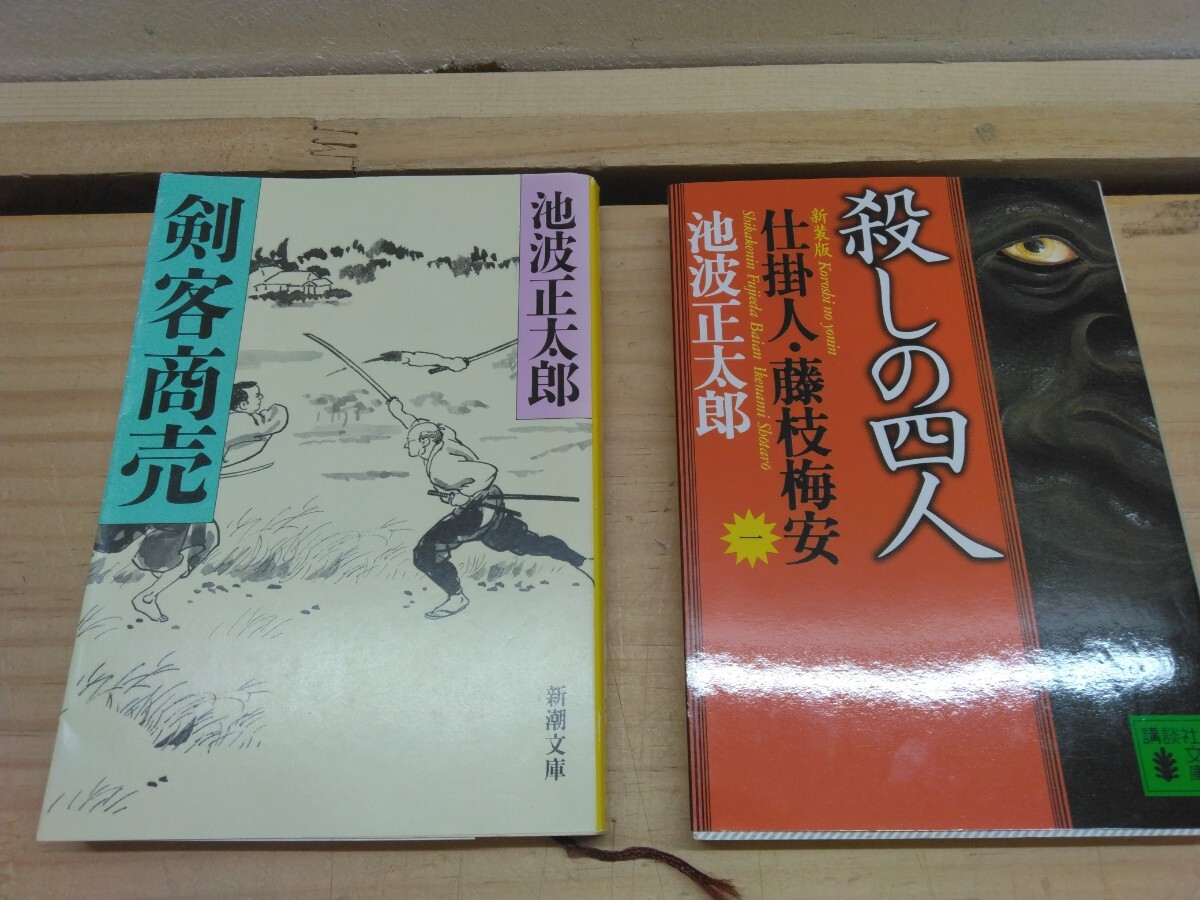 剣客商売
池波正太郎
新潮文庫
殺しの四人
新装版 Koroshi no yonin
仕掛人・藤枝梅安
Shikakenin Fujieda Baian Ikenami Shotaro
池波正太郎
一
講談社
文庫